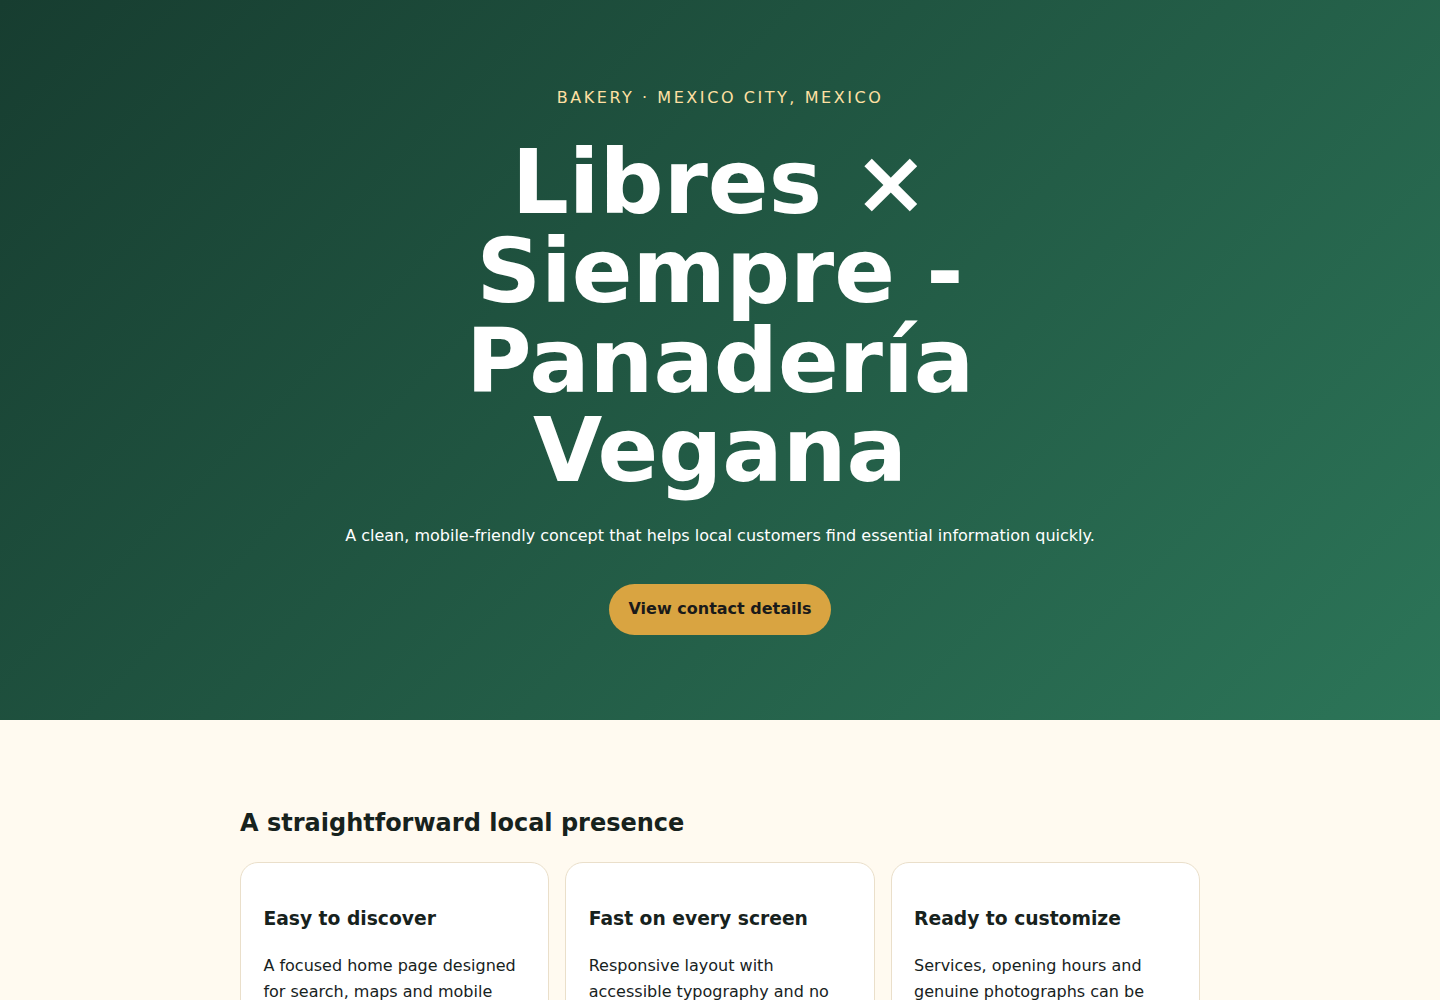 BAKERY · MEXICO CITY, MEXICO
Libres ×
Siempre -
Panadería
Vegana
A clean, mobile-friendly concept that helps local customers find essential information quickly.
View contact details
A straightforward local presence
Easy to discover
A focused home page designed
for search, maps and mobile
Fast on every screen
Responsive layout with
accessible typography and no
Ready to customize
Services, opening hours and
genuine photographs can be